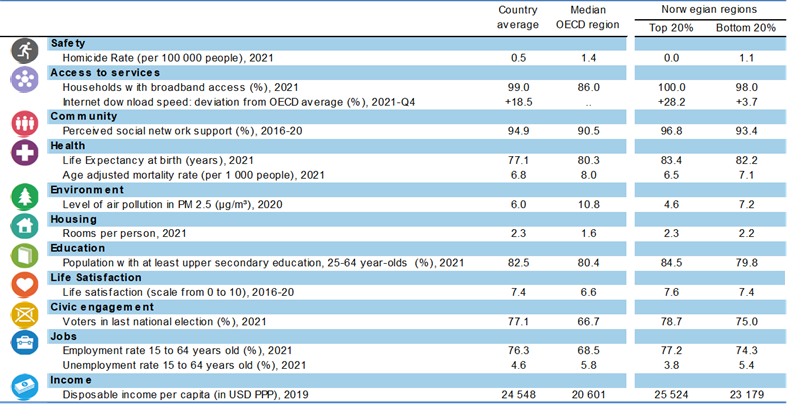 Country average Median OECD region Norwegian regions
Top 20% Bottom 20%
Safety
Homicide Rate (per 100 000 people), 2021 0.5 1.4 0.0 1.1
Access to services
Households with broadband access (%), 2021 99.0 86.0 100.0 98.0
Internet download speed: deviation from OECD average (%), 2021-Q4 +18.5 .. +28.2 +3.7
Community
Perceived social network support (%), 2016-20 94.9 90.5 96.8 93.4
Health
Life Expectancy at birth (years), 2021 77.1 80.3 83.4 82.2
Age adjusted mortality rate (per 1 000 people), 2021 6.8 8.0 6.5 7.1
Environment
Level of air pollution in PM 2.5 (µg/m³), 2020 6.0 10.8 4.6 7.2
Housing
Rooms per person, 2021 2.3 1.6 2.3 2.2
Education
Population with at least upper secondary education, 25-64 year-olds (%), 2021 82.5 80.4 84.5 79.8
Life Satisfaction
Life satisfaction (scale from 0 to 10), 2016-20 7.4 6.6 7.6 7.4
Civic engagement
Voters in last national election (%), 2021 77.1 66.7 78.7 75.0
Jobs
Employment rate 15 to 64 years old (%), 2021 76.3 68.5 77.2 74.3
Unemployment rate 15 to 64 years old (%), 2021 4.6 5.8 3.8 5.4
Income
Disposable income per capita (in USD PPP), 2019 24 548 20 601 25 524 23 179